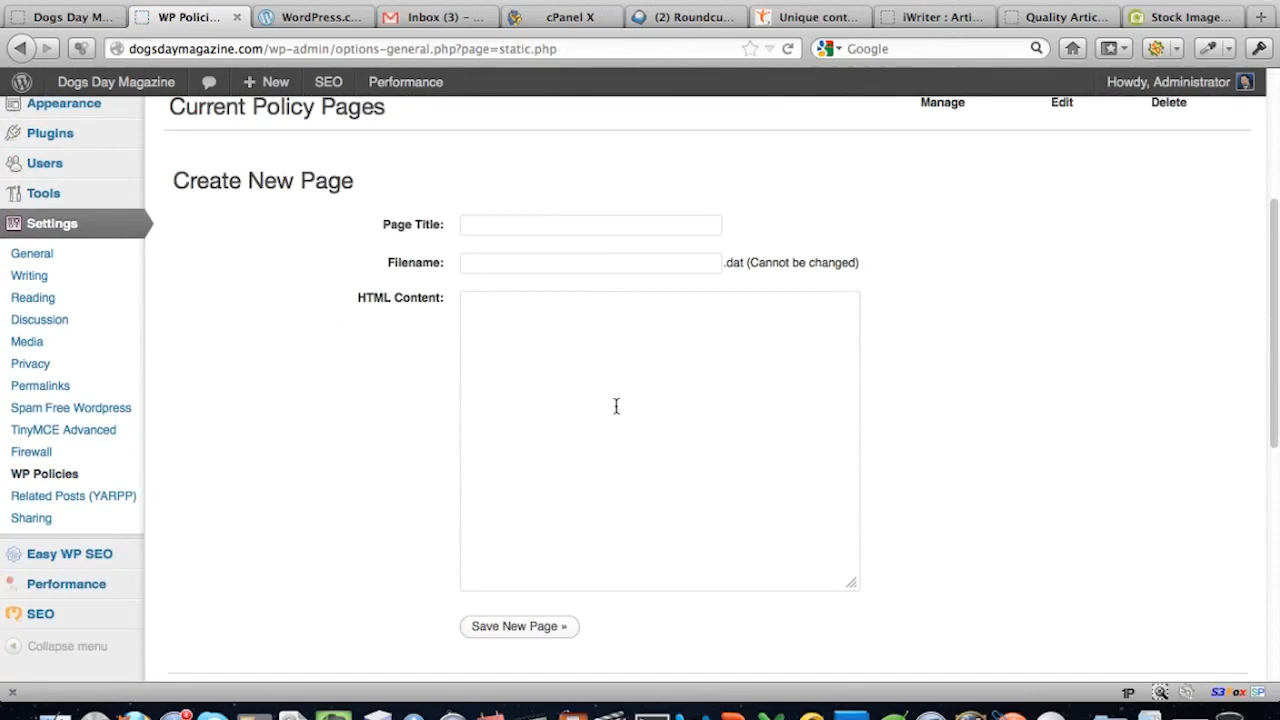 Dogs Day M...
WP Polici...
WordPress.c...
Inbox (3) – ...
cPanel X
(2) Roundcu...
Unique cont...
iWriter : Arti...
Quality Artic...
Stock Image...
dogsdaymagazine.com/wp-admin/options-general.php?page=static.php
Google
Dogs Day Magazine
New
SEO
Performance
Howdy, Administrator
Appearance
Plugins
Users
Tools
Settings
General
Writing
Reading
Discussion
Media
Privacy
Permalinks
Spam Free Wordpress
TinyMCE Advanced
Firewall
WP Policies
Related Posts (YARPP)
Sharing
Easy WP SEO
Performance
SEO
Collapse menu
Current Policy Pages
Manage
Edit
Delete
Create New Page
Page Title:
Filename:
.dat (Cannot be changed)
HTML Content:
Save New Page »
1P
S3Fox
SP